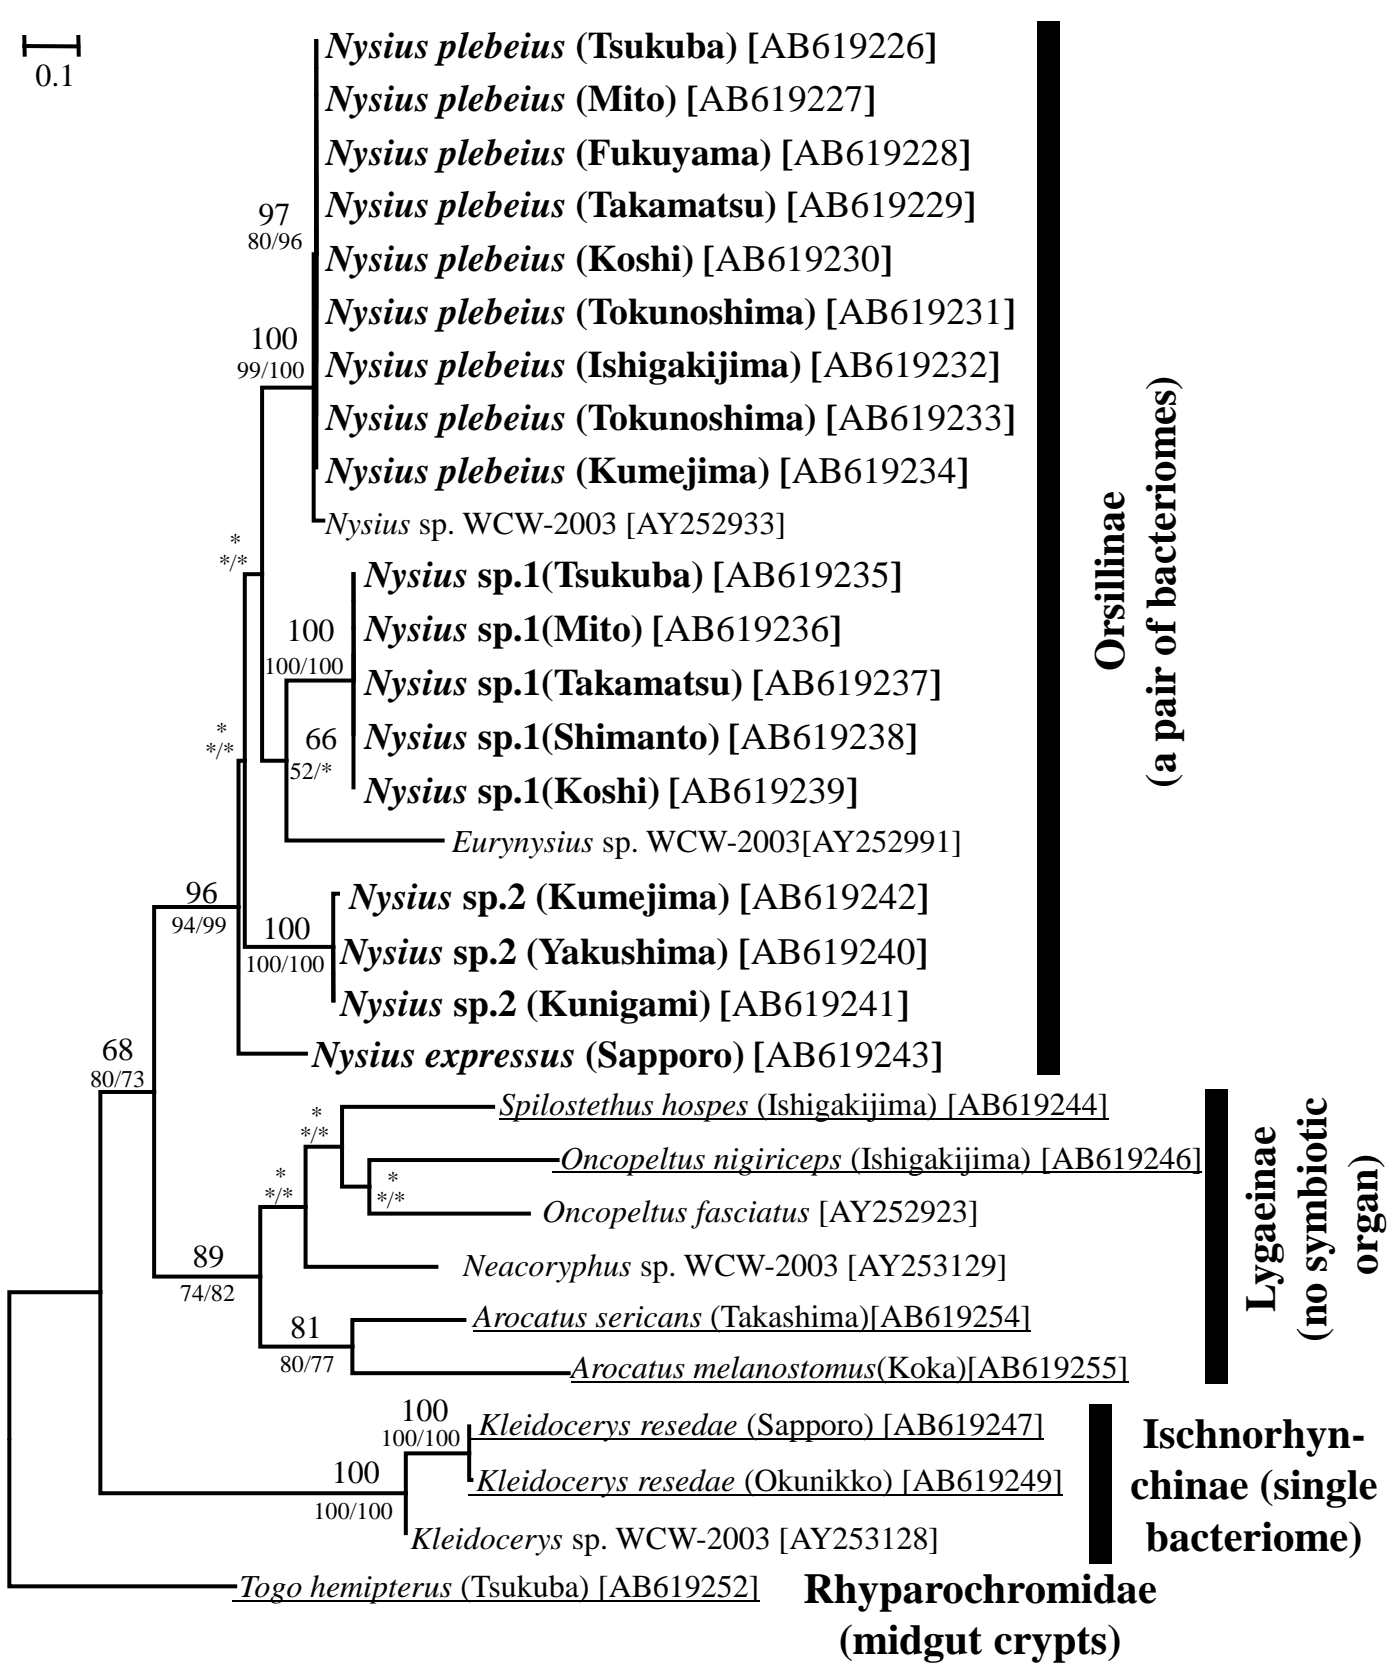 0.1
Nysius plebeius (Tsukuba) [AB619226]
Nysius plebeius (Mito) [AB619227]
Nysius plebeius (Fukuyama) [AB619228]
Nysius plebeius (Takamatsu) [AB619229]
97
80/96
Nysius plebeius (Koshi) [AB619230]
Nysius plebeius (Tokunoshima) [AB619231]
100
99/100
Nysius plebeius (Ishigakijima) [AB619232]
Nysius plebeius (Tokunoshima) [AB619233]
Nysius plebeius (Kumejima) [AB619234]
Nysius sp. WCW-2003 [AY252933]
*
*/*
Nysius sp.1(Tsukuba) [AB619235]
Nysius sp.1(Mito) [AB619236]
100
100/100
Nysius sp.1(Takamatsu) [AB619237]
Nysius sp.1(Shimanto) [AB619238]
*
*/*
66
52/*
Nysius sp.1(Koshi) [AB619239]
Eurynysius sp. WCW-2003[AY252991]
Nysius sp.2 (Kumejima) [AB619242]
96
94/99
100
100/100
Nysius sp.2 (Yakushima) [AB619240]
Nysius sp.2 (Kunigami) [AB619241]
Nysius expressus (Sapporo) [AB619243]
Orsillinae
(a pair of bacteriomes)
68
80/73
Spilostethus hospes (Ishigakijima) [AB619244]
*
*/*
Oncopeltus nigiriceps (Ishigakijima) [AB619246]
*
*/*
*
*/*
Oncopeltus fasciatus [AY252923]
Neacoryphus sp. WCW-2003 [AY253129]
89
74/82
Arocatus sericans (Takashima)[AB619254]
81
80/77
Arocatus melanostomus(Koka)[AB619255]
Lygaeinae
(no symbiotic
organ)
100
100/100
Kleidocerys resedae (Sapporo) [AB619247]
Kleidocerys resedae (Okunikko) [AB619249]
100
100/100
Kleidocerys sp. WCW-2003 [AY253128]
Ischnorhyn-
chinae (single
bacteriome)
Togo hemipterus (Tsukuba) [AB619252]
Rhyparochromidae
(midgut crypts)